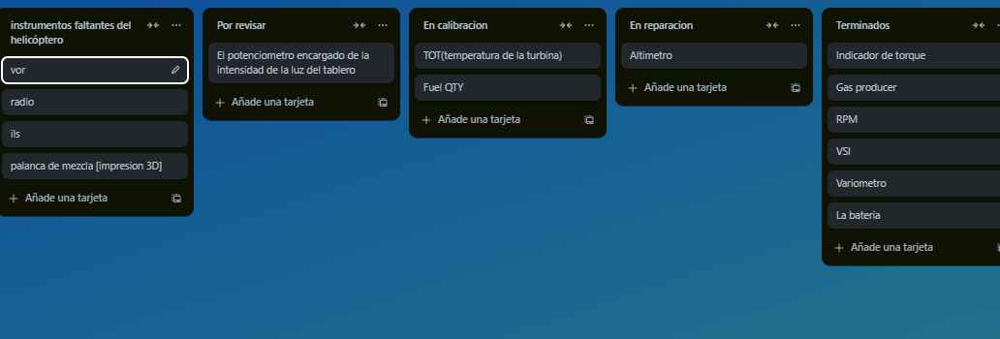 instrumentos faltantes del
helicóptero
vor
radio
ils
palanca de mezcla [impresion 3D]
Añade una tarjeta
Por revisar
El potenciometro encargado de la
intensidad de la luz del tablero
Añade una tarjeta
En calibracion
TOT(temperatura de la turbina)
Fuel QTY
Añade una tarjeta
En reparacion
Altimetro
Añade una tarjeta
Terminados
Indicador de torque
Gas producer
RPM
VSI
Variometro
La bateria
Añade una tarjeta